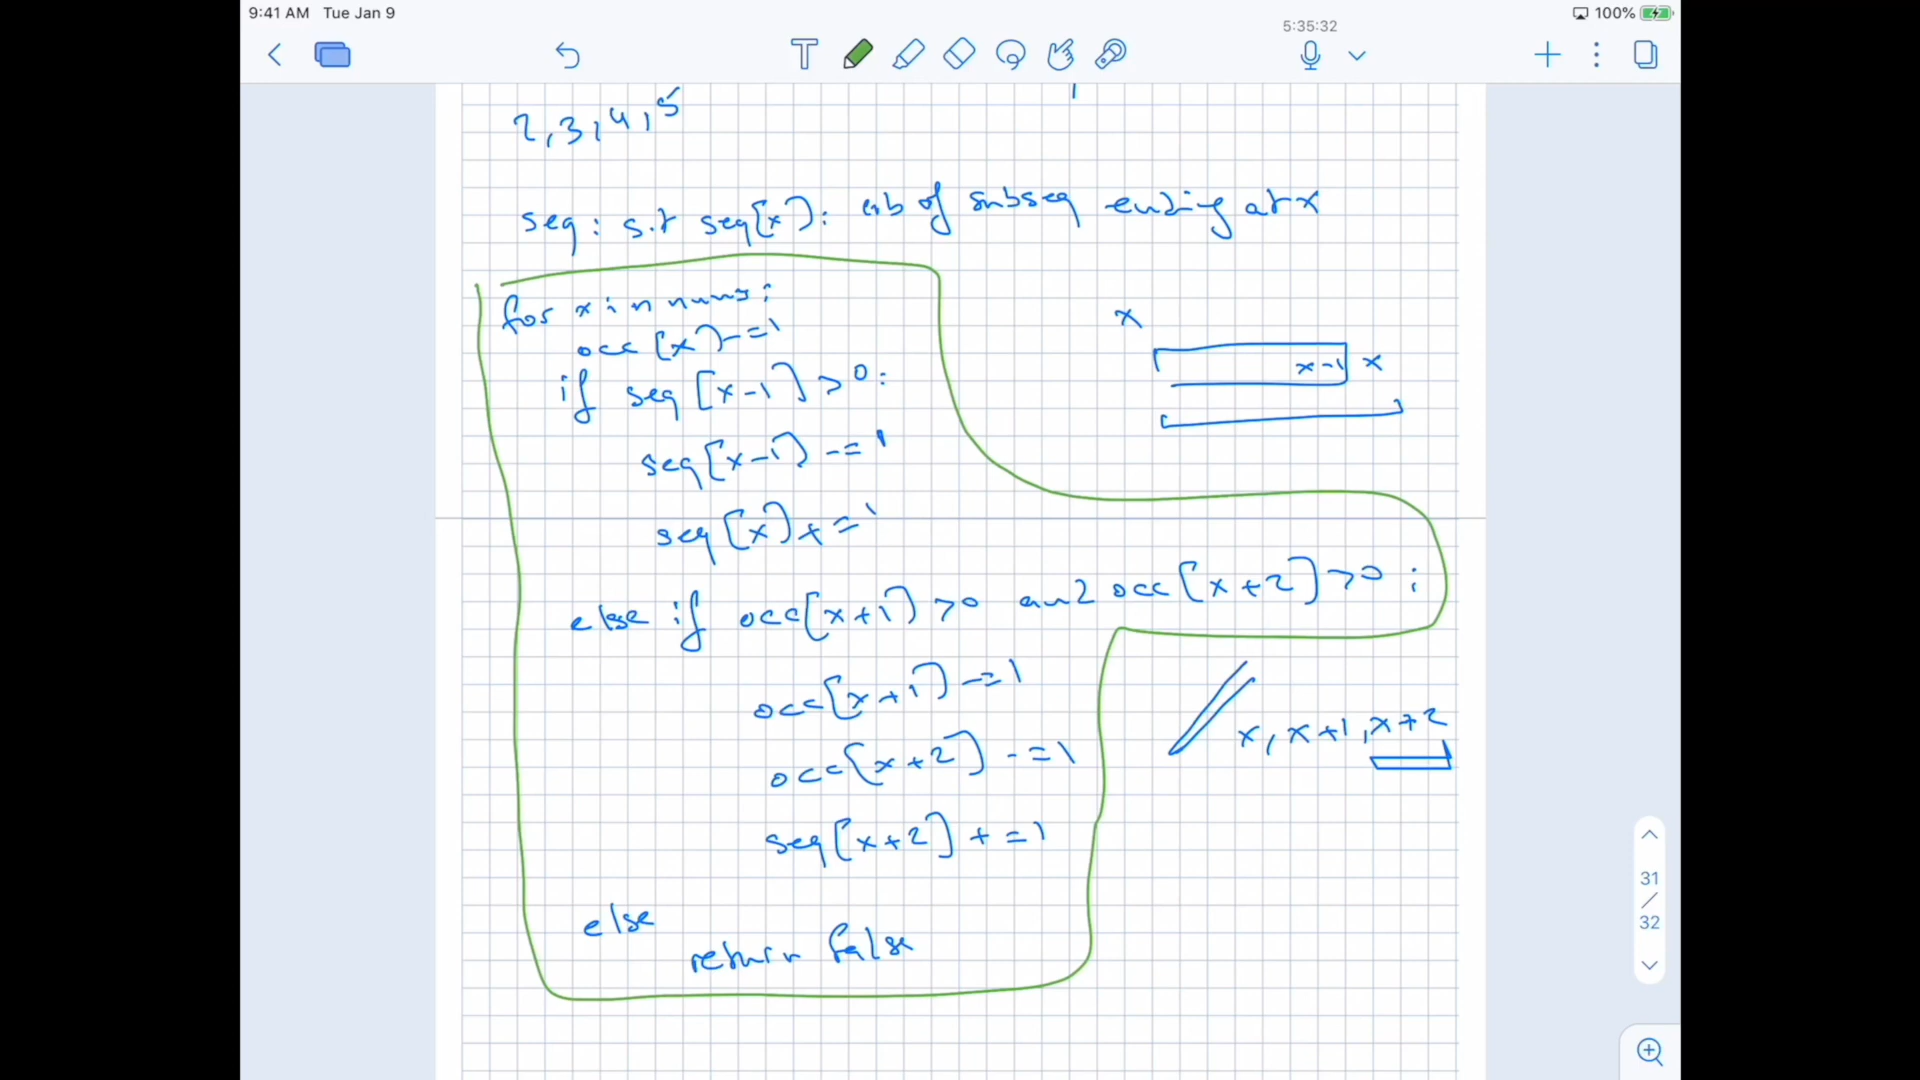 9:41 AM Tue Jan 9
100%
5:35:32
2,3,4,5
seq: s.t seq[x]: nb of subseq ending at x
for x in nums:
occ[x]-=1
if seq[x-1]>0:
seq[x-1]-=1
seq[x]+=1
else if occ[x+1]>0 and occ[x+2]>0:
occ[x+1]-=1
occ[x+2]-=1
seq[x+2]+=1
else
return false
x
x-1 x
x, x+1, x+2
31
/
32